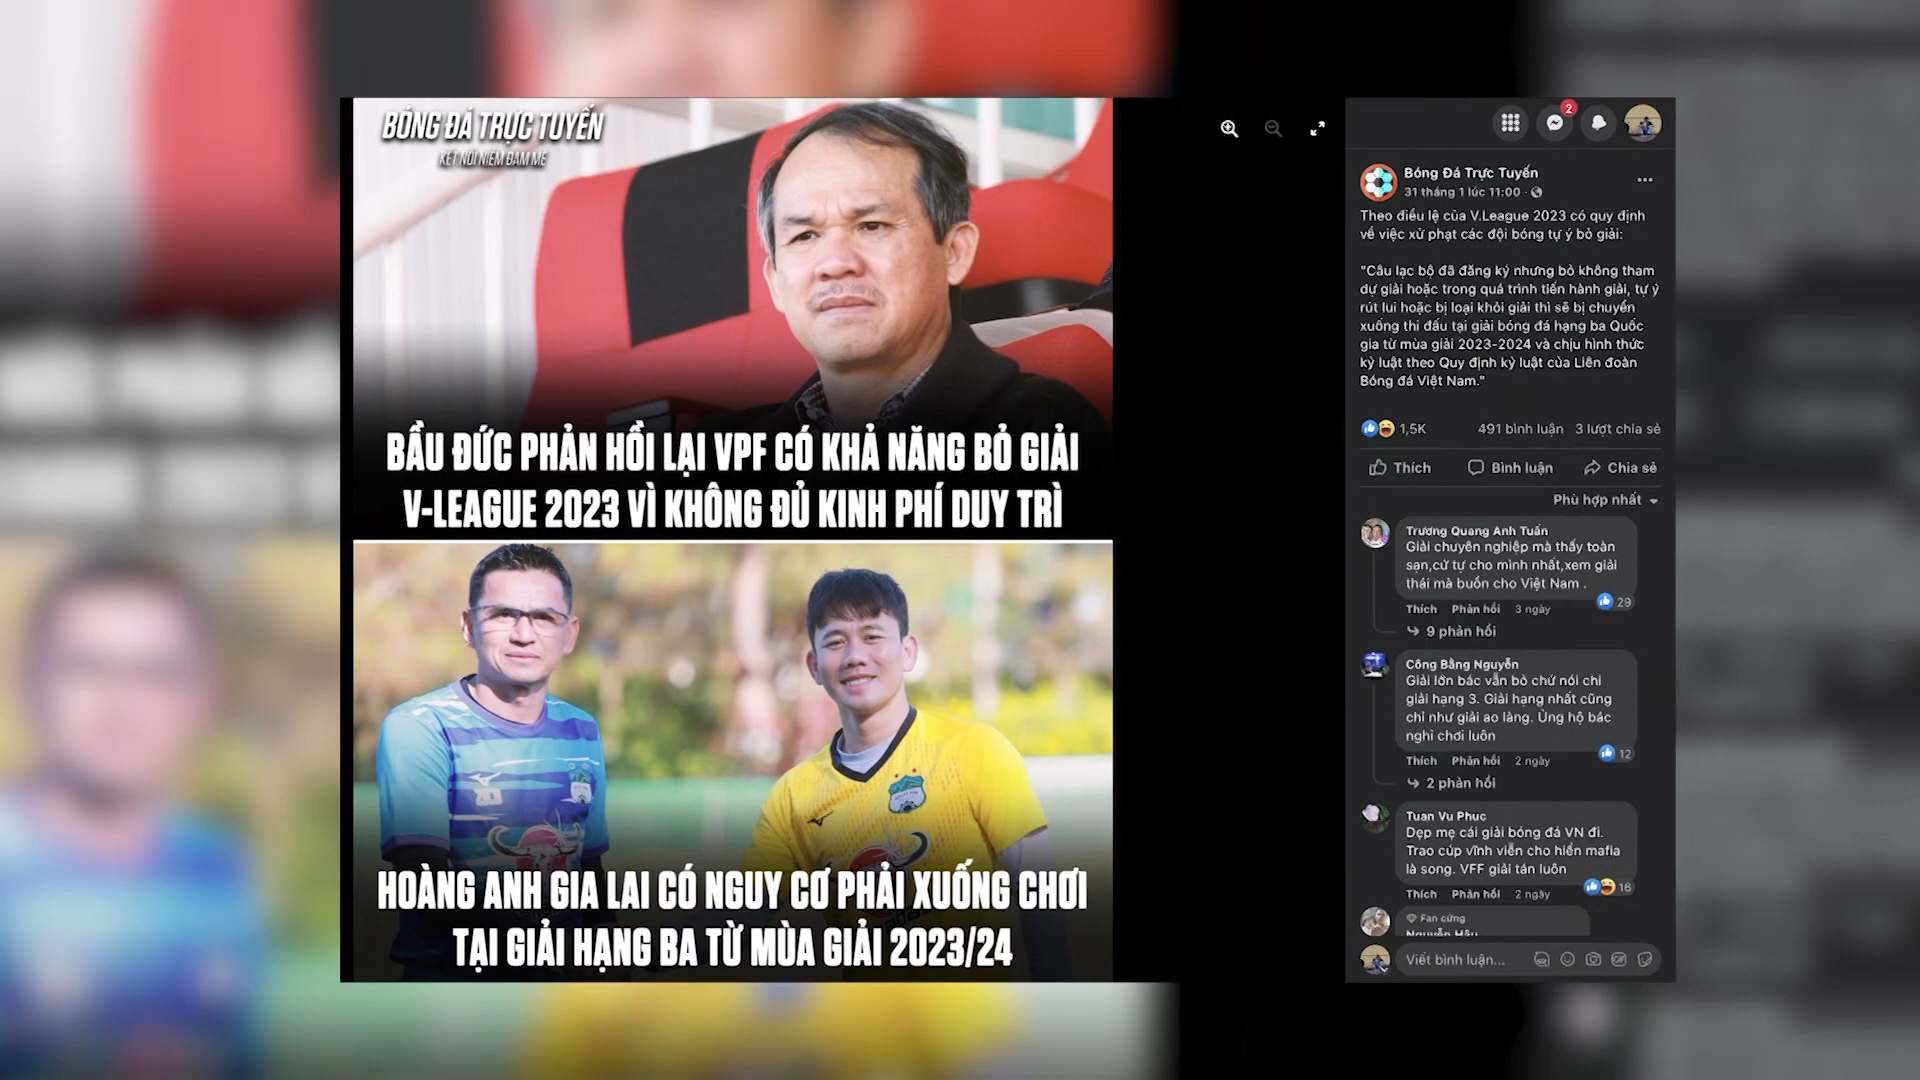 BÓNG ĐÁ TRỰC TUYẾN
KẾT NỐI NIỀM ĐAM MÊ
BẦU ĐỨC PHẢN HỒI LẠI VPF CÓ KHẢ NĂNG BỎ GIẢI
V-LEAGUE 2023 VÌ KHÔNG ĐỦ KINH PHÍ DUY TRÌ
HOÀNG ANH GIA LAI CÓ NGUY CƠ PHẢI XUỐNG CHƠI
TẠI GIẢI HẠNG BA TỪ MÙA GIẢI 2023/24
2
Bóng Đá Trực Tuyến
31 tháng 1 lúc 11:00 ·
Theo điều lệ của V.League 2023 có quy định
về việc xử phạt các đội bóng tự ý bỏ giải:
"Câu lạc bộ đã đăng ký nhưng bỏ không tham
dự giải hoặc trong quá trình tiến hành giải, tự ý
rút lui hoặc bị loại khỏi giải thì sẽ bị chuyển
xuống thi đấu tại giải bóng đá hạng ba Quốc
gia từ mùa giải 2023-2024 và chịu hình thức
kỷ luật theo Quy định kỷ luật của Liên đoàn
Bóng đá Việt Nam."
1,5K 491 bình luận 3 lượt chia sẻ
Thích Bình luận Chia sẻ
Phù hợp nhất
Trương Quang Anh Tuấn
Giải chuyên nghiệp mà thấy toàn
sạn,cứ tự cho mình nhất,xem giải
thái mà buồn cho Việt Nam .
29
Thích Phản hồi 3 ngày
9 phản hồi
Công Bằng Nguyễn
Giải lớn bác vẫn bỏ chứ nói chi
giải hạng 3. Giải hạng nhất cũng
chỉ như giải ao làng. Ủng hộ bác
nghỉ chơi luôn
12
Thích Phản hồi 2 ngày
2 phản hồi
Tuan Vu Phuc
Dẹp mẹ cái giải bóng đá VN đi.
Trao cúp vĩnh viễn cho hiển mafia
là song. VFF giải tán luôn
16
Thích Phản hồi 2 ngày
Fan cứng
Nguyễn Hậu
Viết bình luận...